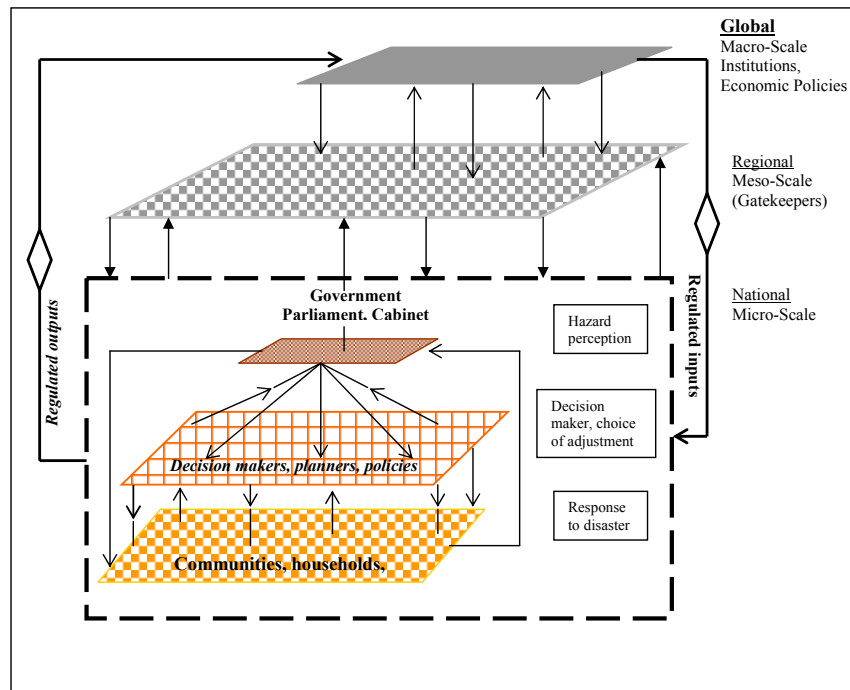 Global
Macro-Scale
Institutions,
Economic Policies
Regional
Meso-Scale
(Gatekeepers)
National
Micro-Scale
Regulated outputs
Regulated inputs
Government
Parliament. Cabinet
Hazard
perception
Decision
maker, choice
of adjustment
Decision makers, planners, policies
Response
to disaster
Communities, households,